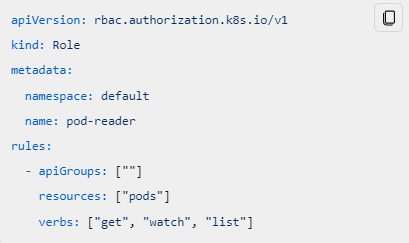 apiVersion: rbac.authorization.k8s.io/v1
kind: Role
metadata:
  namespace: default
  name: pod-reader
rules:
  - apiGroups: [""]
    resources: ["pods"]
    verbs: ["get", "watch", "list"]